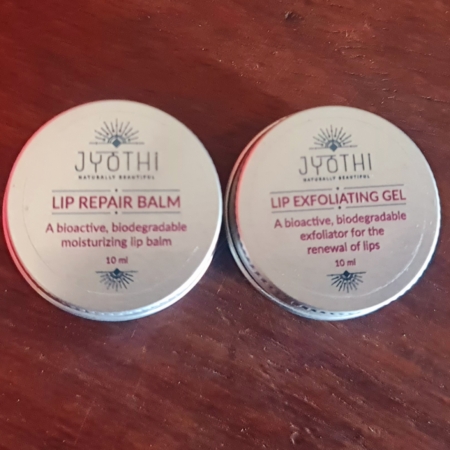 JYOTHI
NATURALLY BEAUTIFUL
LIP REPAIR BALM
A bioactive, biodegradable
moisturizing lip balm
10 ml
JYOTHI
NATURALLY BEAUTIFUL
LIP EXFOLIATING GEL
A bioactive, biodegradable
exfoliator for the
renewal of lips
10 ml